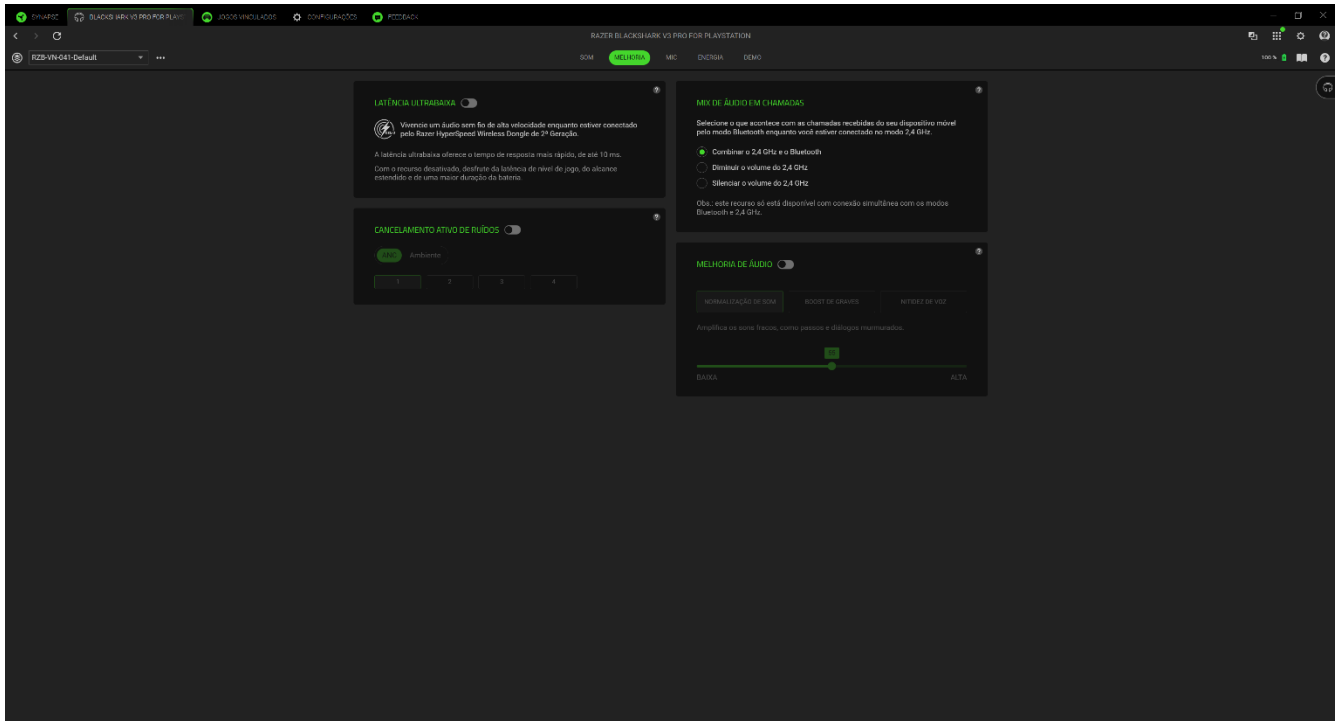 SYNAPSE
BLACKSHARK V3 PRO FOR PLAYST
JOGOS VINCULADOS
CONFIGURAÇÕES
FEEDBACK
RAZER BLACKSHARK V3 PRO FOR PLAYSTATION
RZB-VN-041-Default
SOM
MELHORIA
MIC
ENERGIA
DEMO
100 %
LATÊNCIA ULTRABAIXA
Vivencie um áudio sem fio de alta velocidade enquanto estiver conectado
pelo Razer HyperSpeed Wireless Dongle de 2ª Geração.
A latência ultrabaixa oferece o tempo de resposta mais rápido, de até 10 ms.
Com o recurso desativado, desfrute da latência de nível de jogo, do alcance
estendido e de uma maior duração da bateria.
CANCELAMENTO ATIVO DE RUÍDOS
ANC
Ambiente
1
2
3
4
MIX DE ÁUDIO EM CHAMADAS
Selecione o que acontece com as chamadas recebidas do seu dispositivo móvel
pelo modo Bluetooth enquanto você estiver conectado no modo 2,4 GHz.
Combinar o 2,4 GHz e o Bluetooth
Diminuir o volume do 2,4 GHz
Silenciar o volume do 2,4 GHz
Obs.: este recurso só está disponível com conexão simultânea com os modos
Bluetooth e 2,4 GHz.
MELHORIA DE ÁUDIO
NORMALIZAÇÃO DE SOM
BOOST DE GRAVES
NITIDEZ DE VOZ
Amplifica os sons fracos, como passos e diálogos murmurados.
BAIXA
ALTA